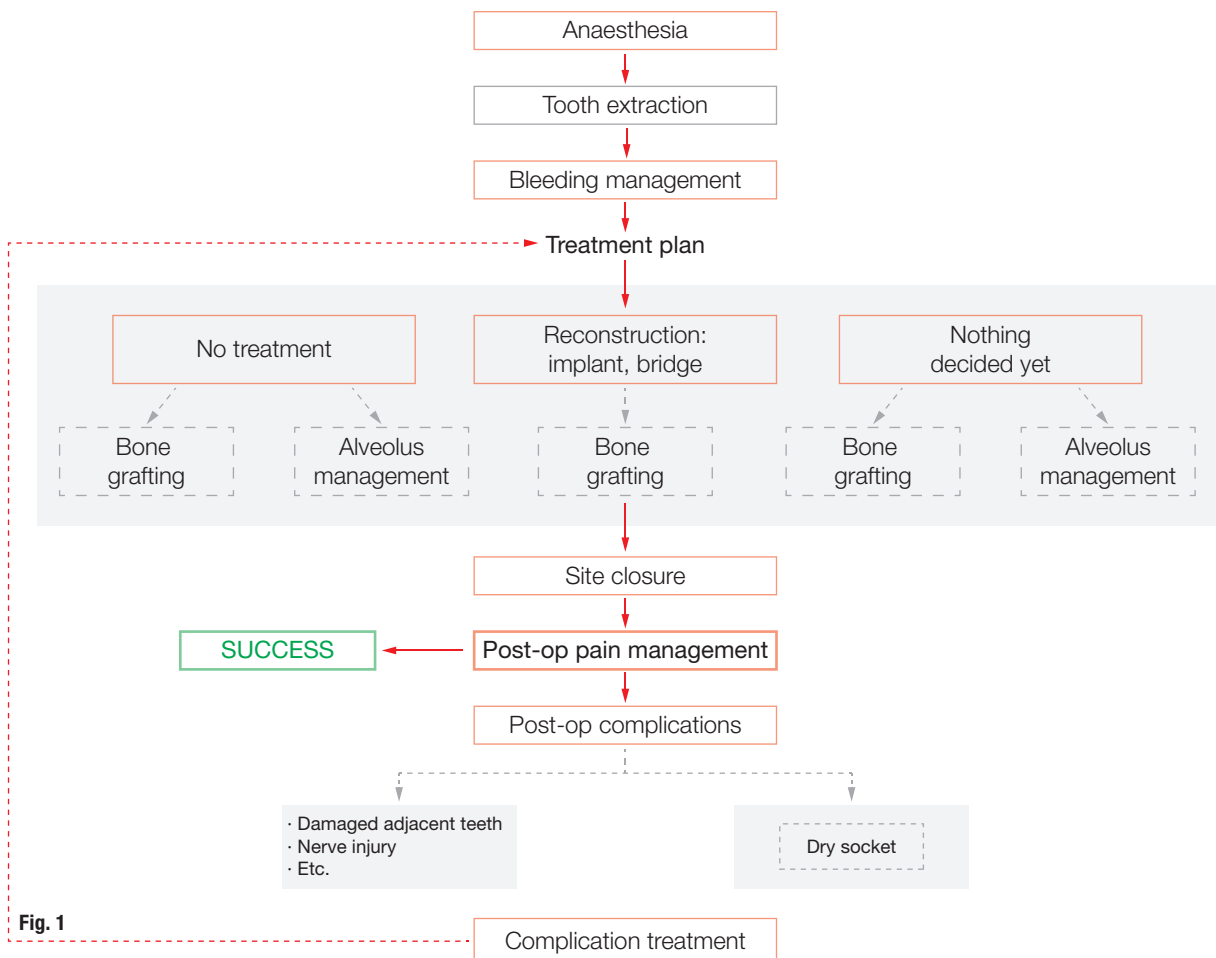 Anaesthesia
Tooth extraction
Bleeding management
Treatment plan
No treatment
Reconstruction:
implant, bridge
Nothing
decided yet
Bone
grafting
Alveolus
management
Bone
grafting
Bone
grafting
Alveolus
management
Site closure
SUCCESS
Post-op pain management
Post-op complications
· Damaged adjacent teeth
· Nerve injury
· Etc.
Dry socket
Fig. 1
Complication treatment